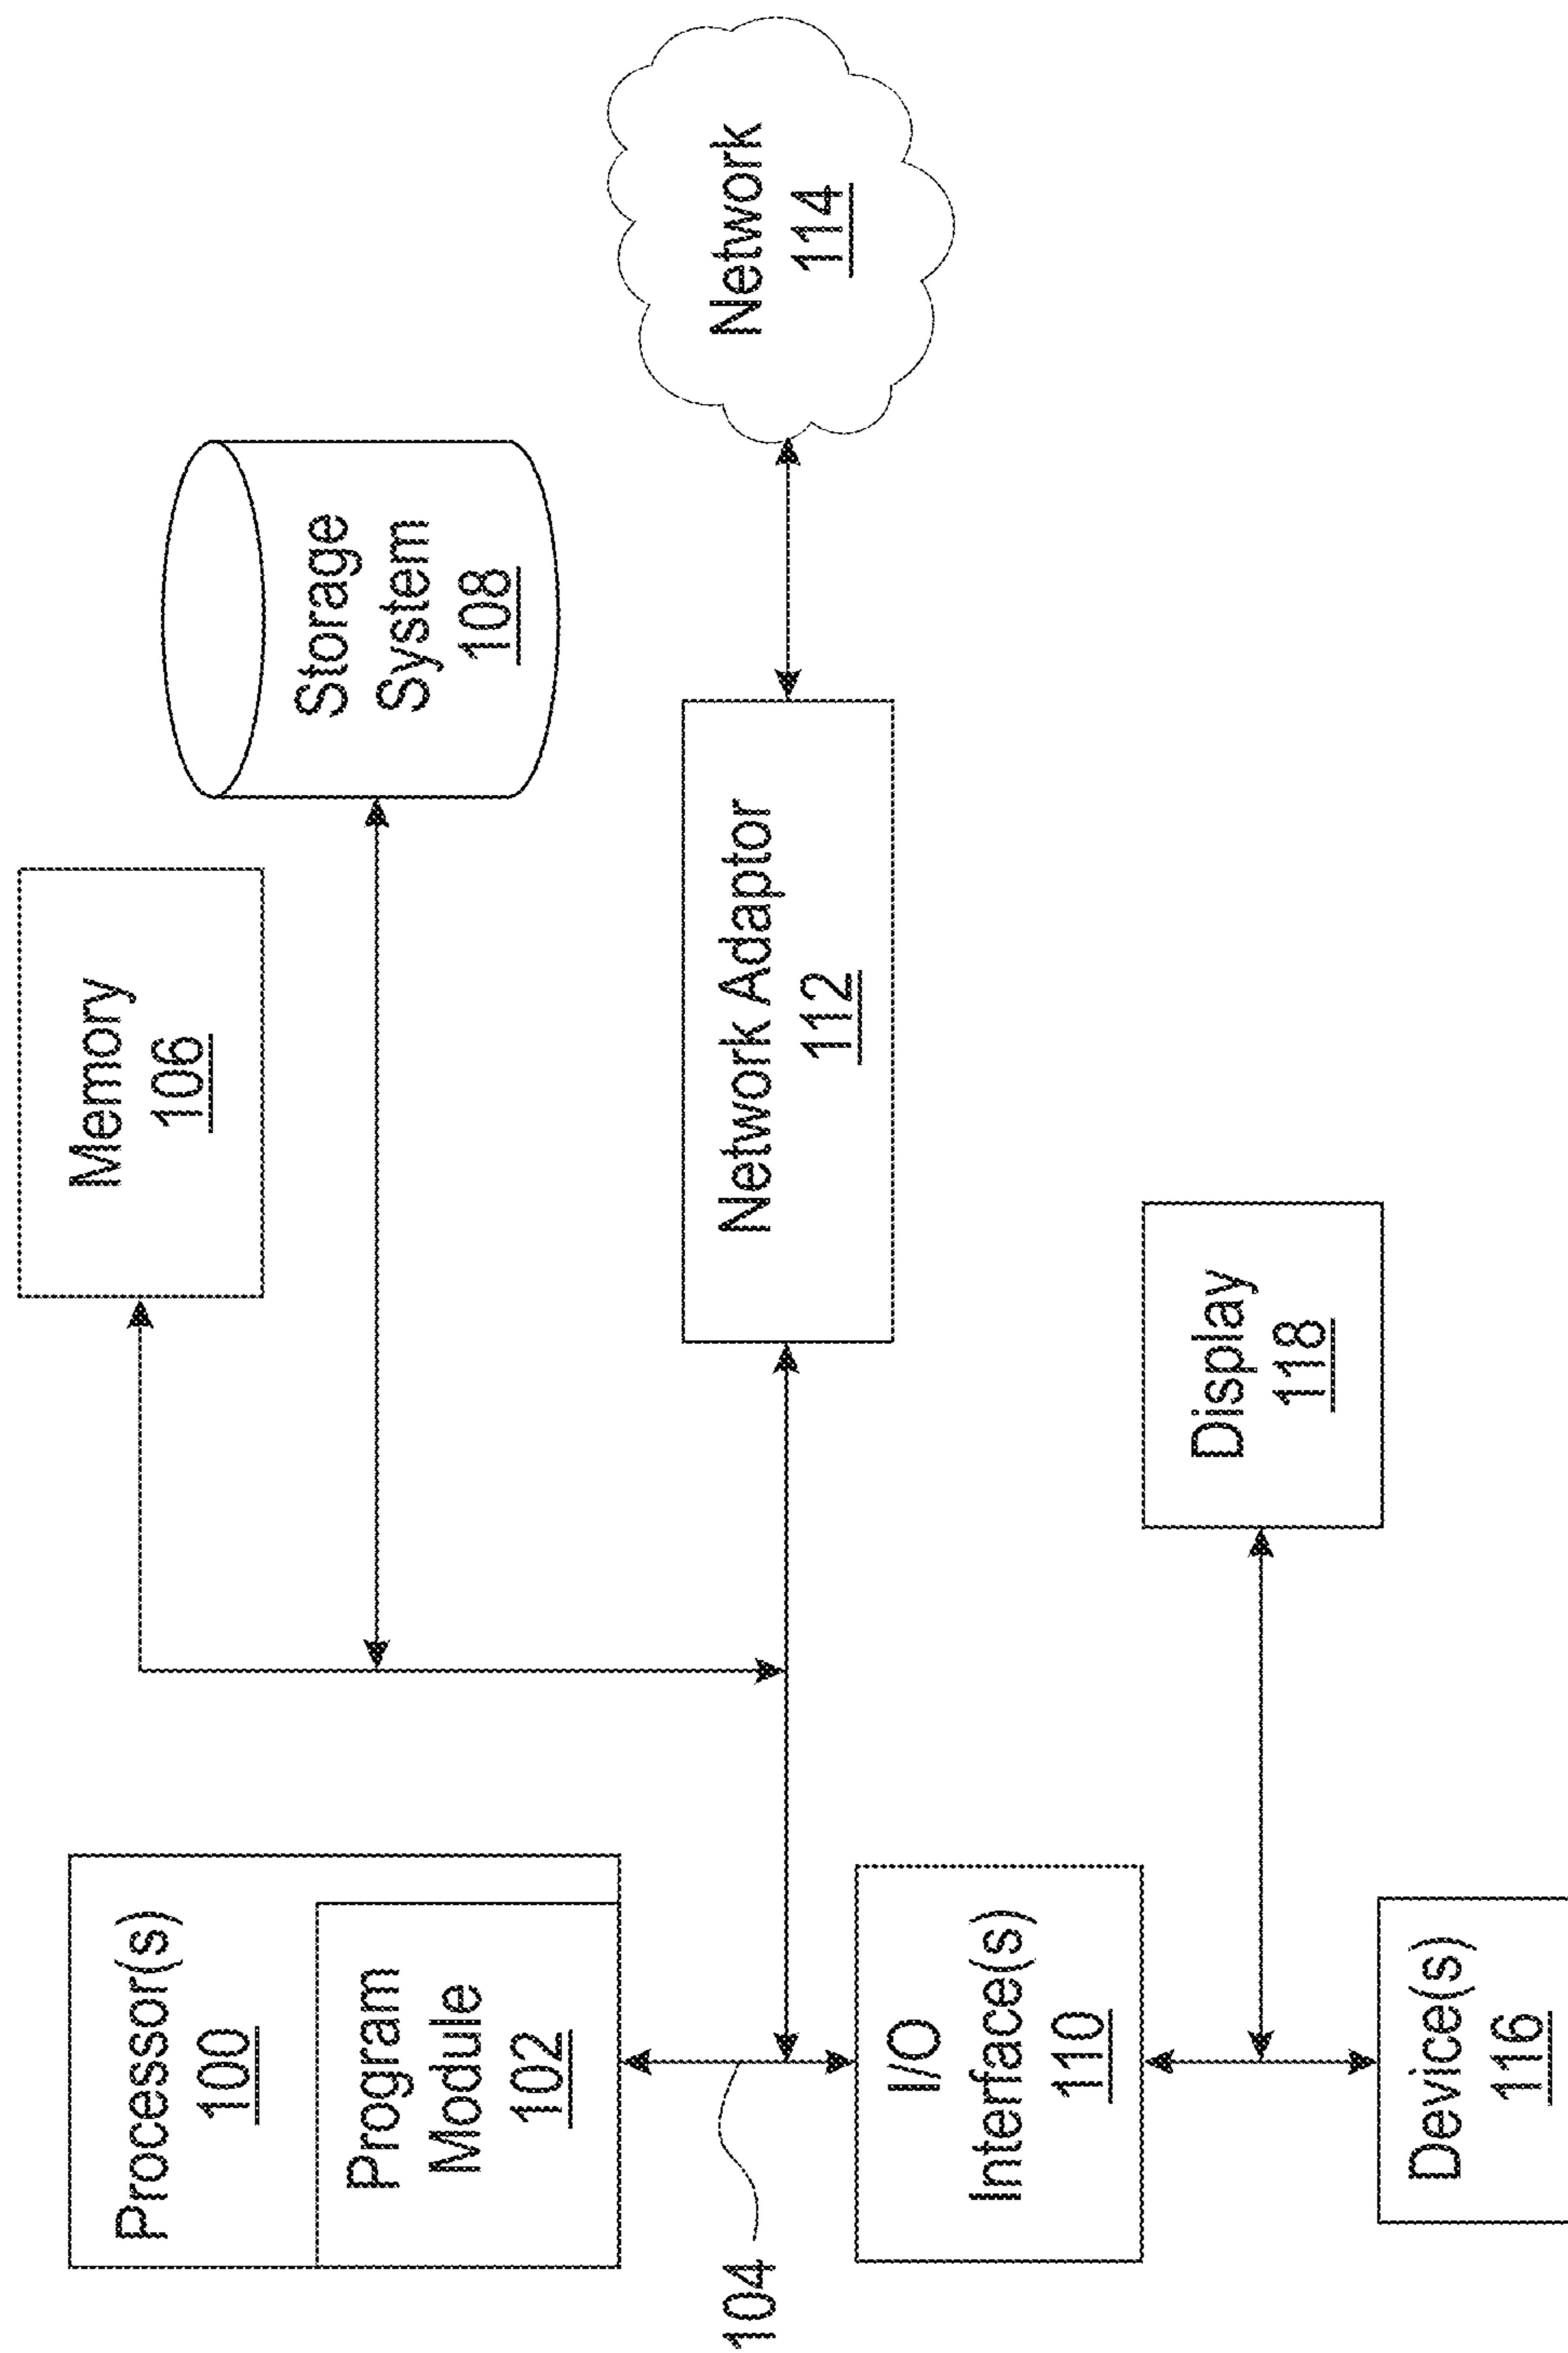 Processor(s)
100
Program
Module
102
104
I/O
Interface(s)
110
Device(s)
116
Memory
106
Storage
System
108
Network Adaptor
112
Network
114
Display
118